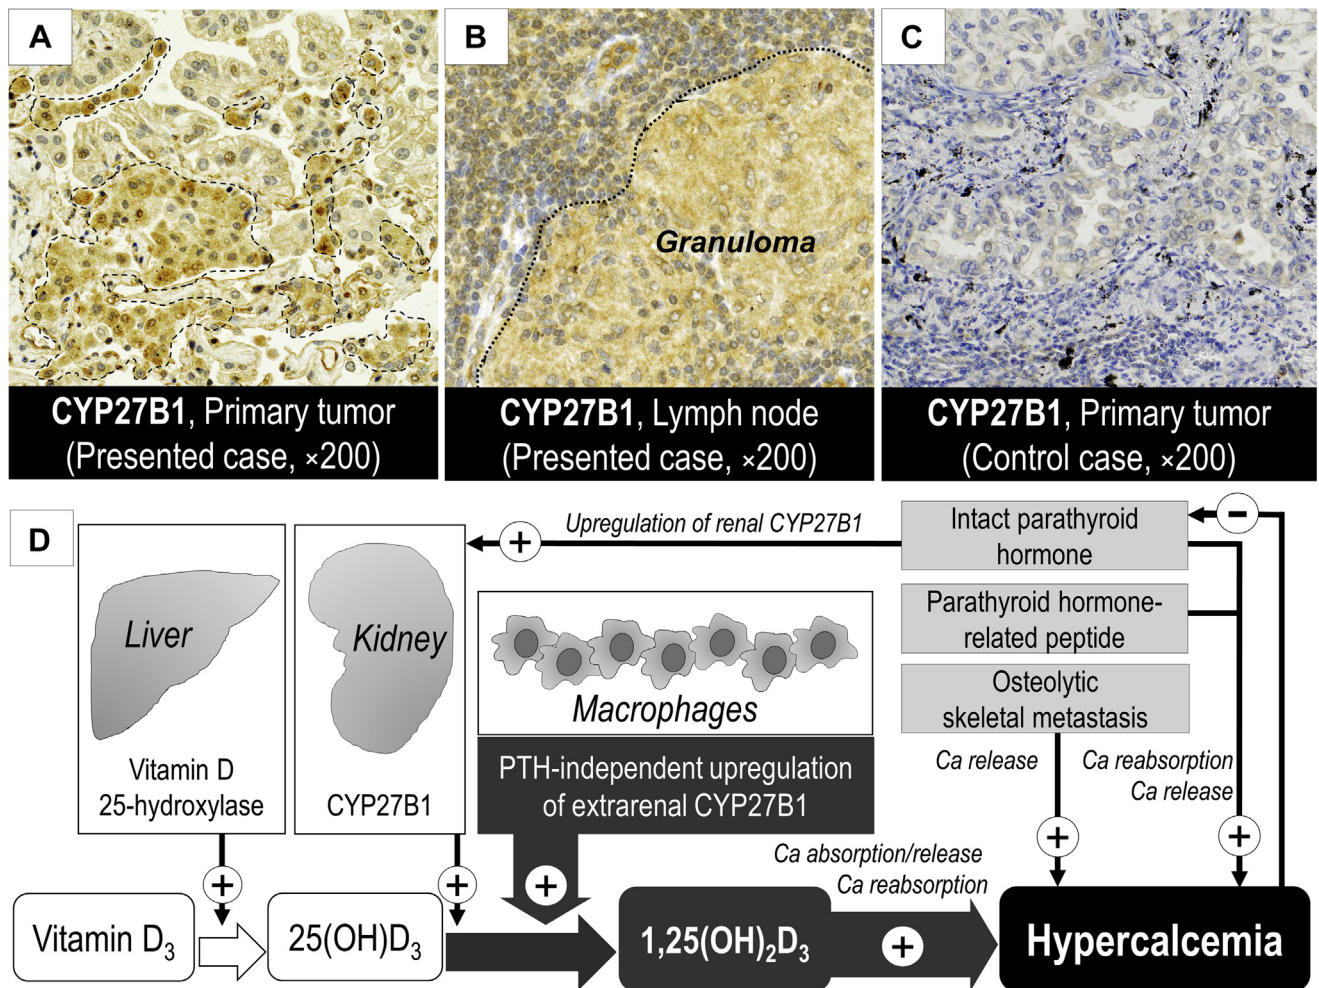 A
B
C
Granuloma
CYP27B1, Primary tumor
(Presented case, ×200)
CYP27B1, Lymph node
(Presented case, ×200)
CYP27B1, Primary tumor
(Control case, ×200)
D
Liver
Vitamin D
25-hydroxylase
Kidney
CYP27B1
Upregulation of renal CYP27B1
+
Intact parathyroid
hormone
−
Parathyroid hormone-
related peptide
Osteolytic
skeletal metastasis
Macrophages
PTH-independent upregulation
of extrarenal CYP27B1
Ca release
Ca reabsorption
Ca release
+
+
+
+
+
Ca absorption/release
Ca reabsorption
Vitamin D₃
25(OH)D₃
1,25(OH)₂D₃
+
Hypercalcemia